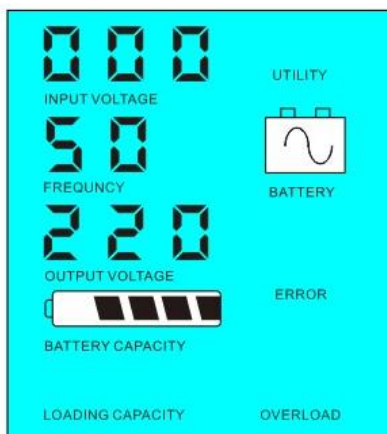 000
UTILITY
INPUT VOLTAGE
50
FREQUNCY
BATTERY
220
OUTPUT VOLTAGE
ERROR
BATTERY CAPACITY
LOADING CAPACITY
OVERLOAD